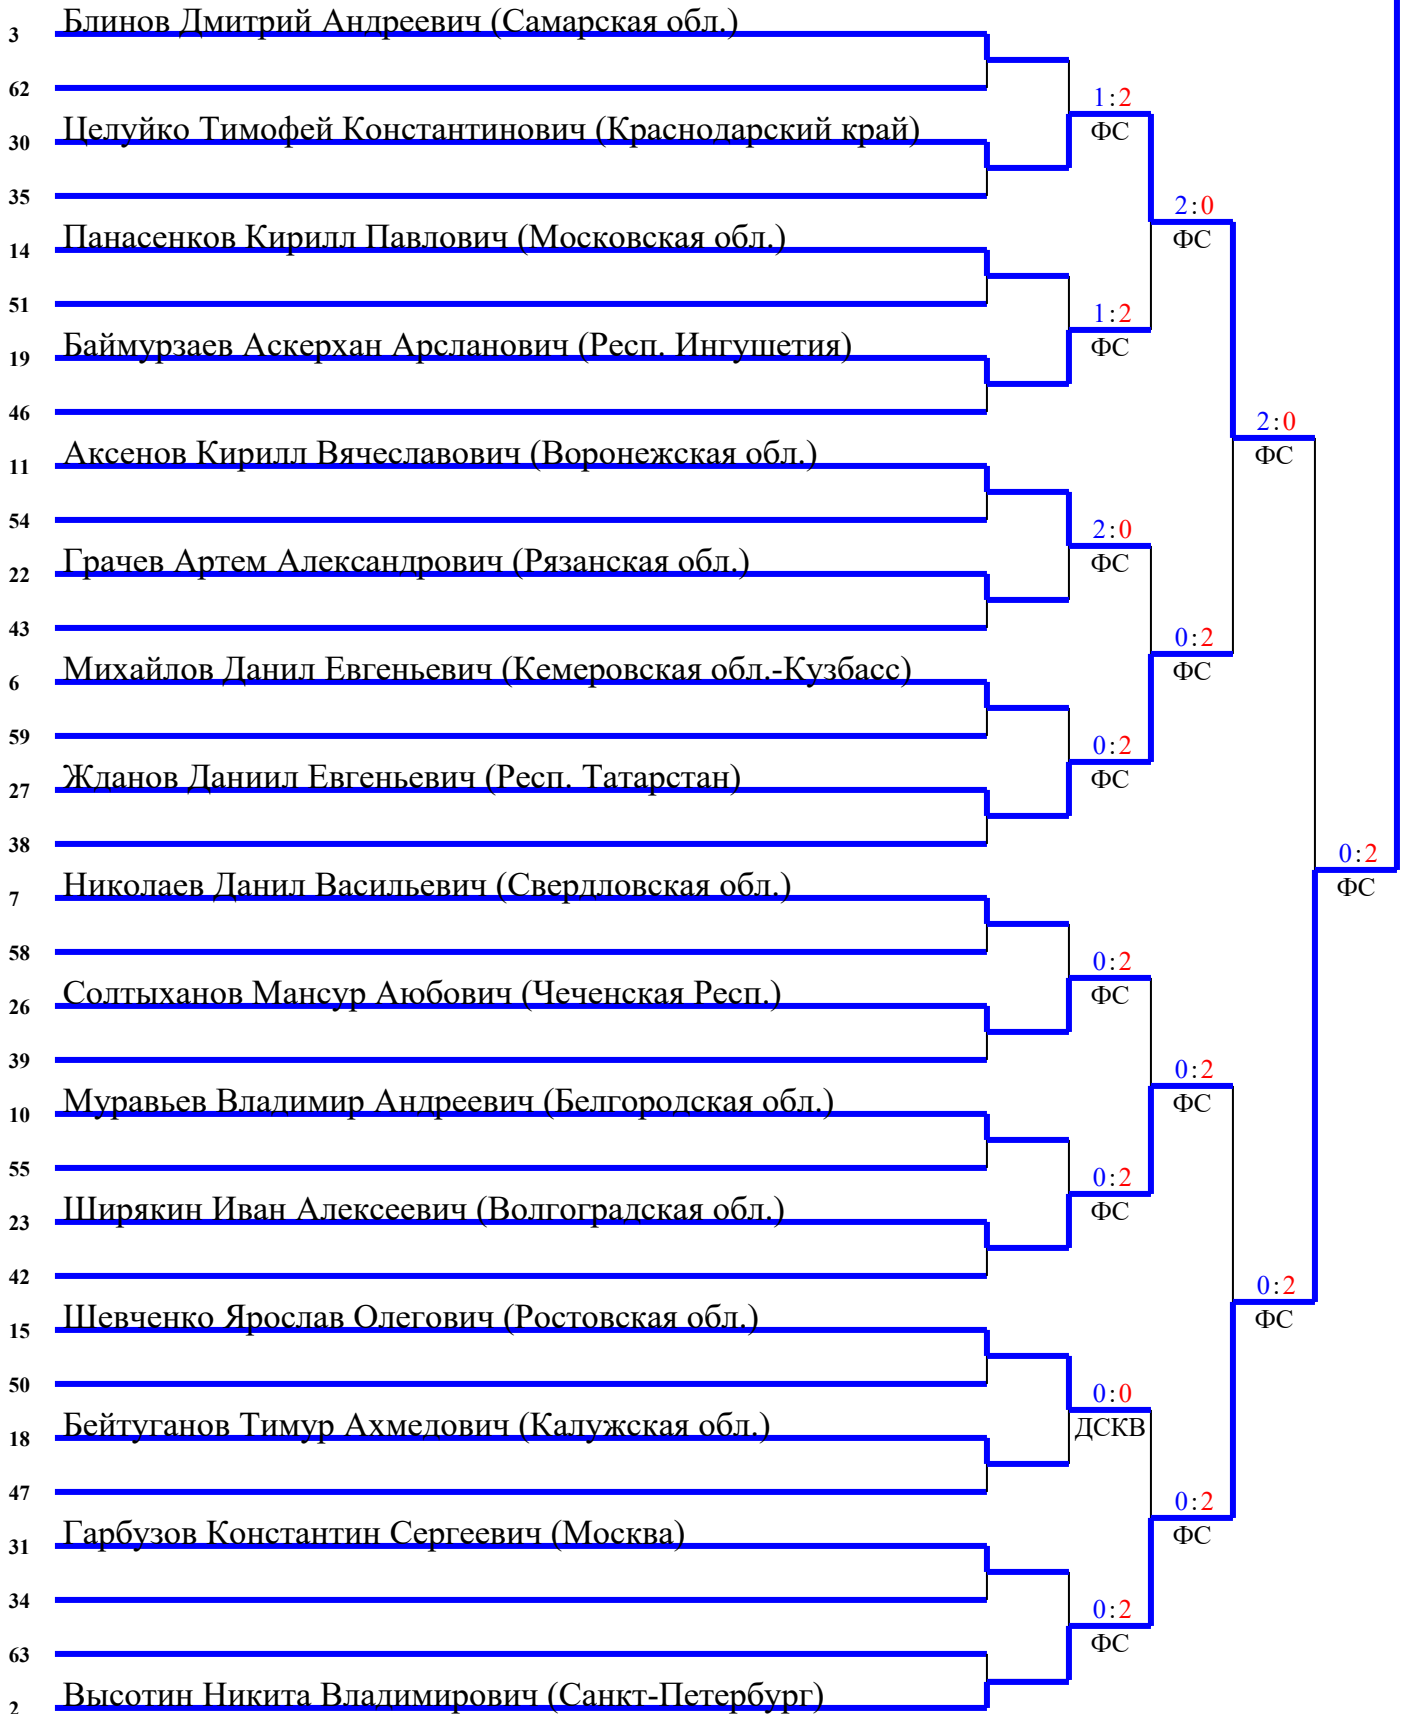 3 Блинов Дмитрий Андреевич (Самарская обл.)
62
1:2
30 Целуйко Тимофей Константинович (Краснодарский край)
ФС
35
2:0
14 Панасенков Кирилл Павлович (Московская обл.)
ФС
51
1:2
19 Баймурзаев Аскерхан Арсланович (Респ. Ингушетия)
ФС
46
2:0
11 Аксенов Кирилл Вячеславович (Воронежская обл.)
ФС
54
2:0
22 Грачев Артем Александрович (Рязанская обл.)
ФС
43
0:2
6 Михайлов Данил Евгеньевич (Кемеровская обл.-Кузбасс)
ФС
59
0:2
27 Жданов Даниил Евгеньевич (Респ. Татарстан)
ФС
38
0:2
7 Николаев Данил Васильевич (Свердловская обл.)
ФС
58
0:2
26 Солтыханов Мансур Аюбович (Чеченская Респ.)
ФС
39
0:2
10 Муравьев Владимир Андреевич (Белгородская обл.)
ФС
55
0:2
23 Ширякин Иван Алексеевич (Волгоградская обл.)
ФС
42
0:2
15 Шевченко Ярослав Олегович (Ростовская обл.)
ФС
50
0:0
18 Бейтуганов Тимур Ахмедович (Калужская обл.)
ДСКВ
47
0:2
31 Гарбузов Константин Сергеевич (Москва)
ФС
34
0:2
63
ФС
2 Высотин Никита Владимирович (Санкт-Петербург)